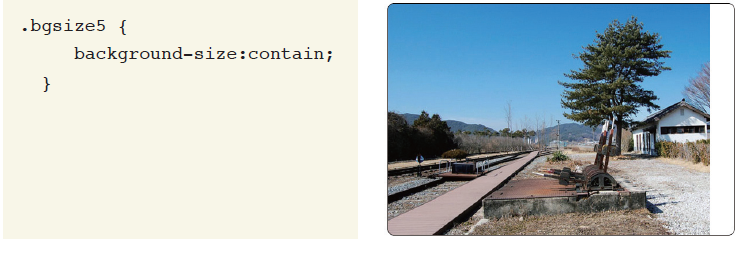 .bgsize5 {
background-size:contain;
}